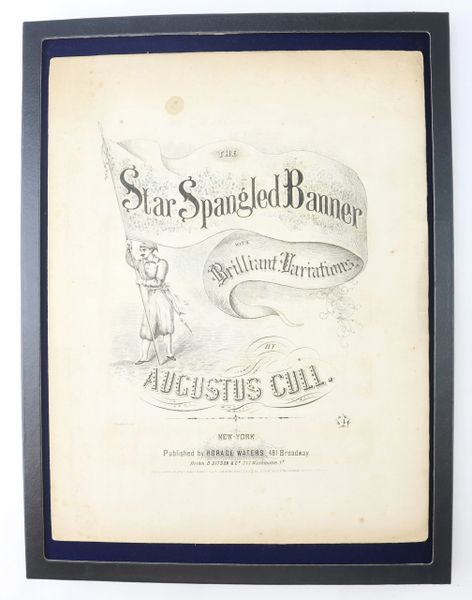 THE
Star Spangled Banner
WITH
Brilliant Variations,
BY
AUGUSTUS CULL.
NEW-YORK
Published by HORACE WATERS, 481 Broadway.
Boston O. DITSON & Co. 277 Washington St.